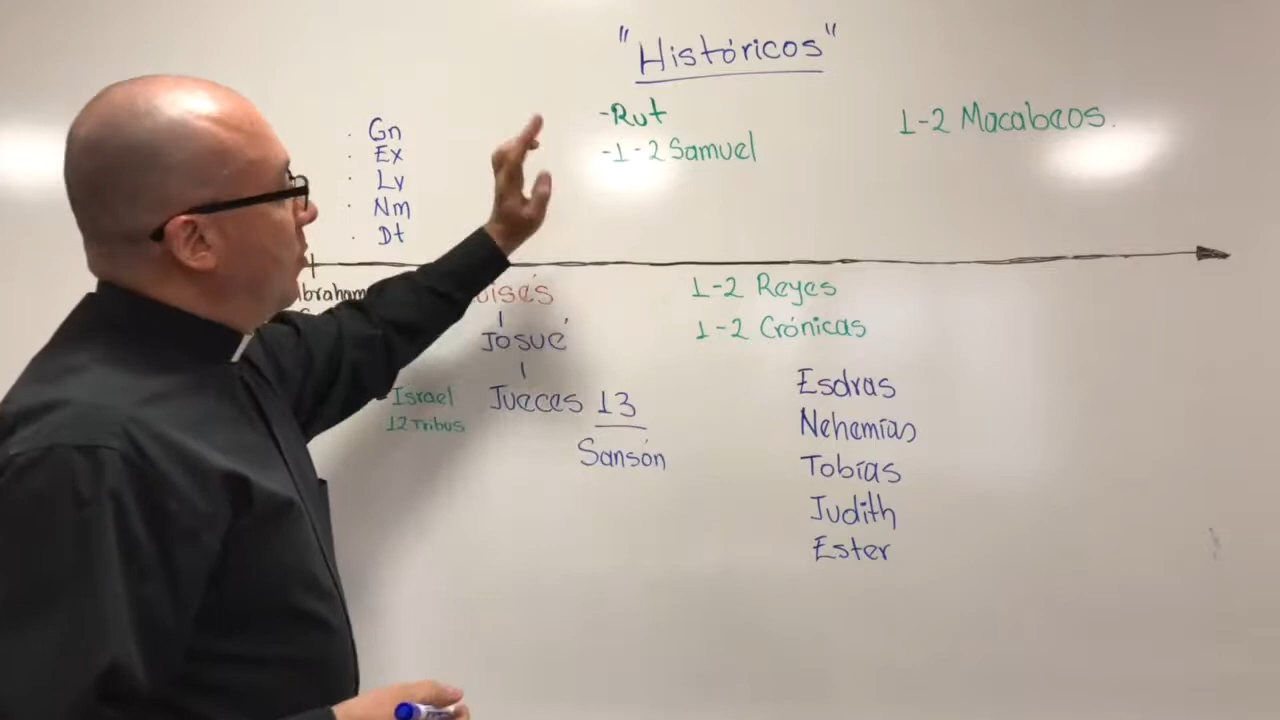 "Históricos"
Gn
Ex
Lv
Nm
Dt
-Rut
-1-2 Samuel
1-2 Macabeos.
Josué
Jueces 13
Sansón
Israel
12 Tribus
1-2 Reyes
1-2 Crónicas
Esdras
Nehemías
Tobías
Judith
Ester